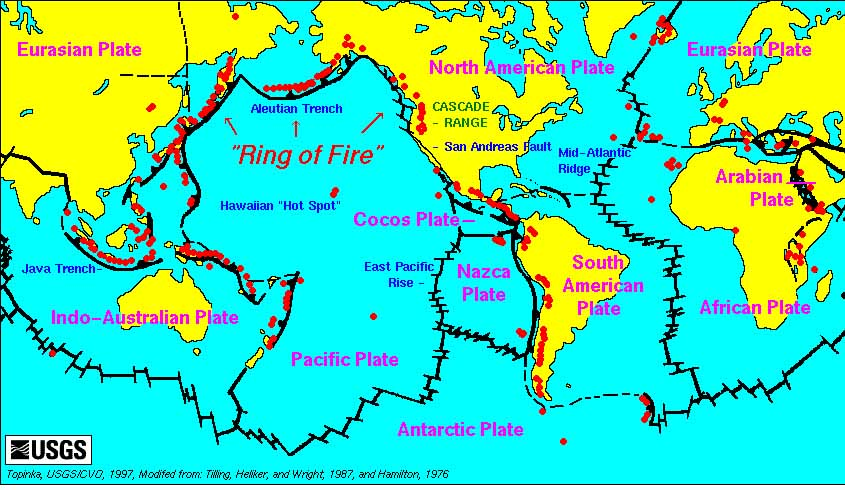 Eurasian Plate
Eurasian Plate
North American Plate
Aleutian Trench
CASCADE
- RANGE
"Ring of Fire"
- San Andreas Fault
Mid-Atlantic
Ridge
Arabian
Plate
Hawaiian "Hot Spot"
Cocos Plate
Java Trench
East Pacific
Rise -
Nazca
Plate
South
American
Plate
African Plate
Indo-Australian Plate
Pacific Plate
Antarctic Plate
USGS
Topinka, USGS/CVO, 1997, Modifed from: Tilling, Heliker, and Wright, 1987, and Hamilton, 1976